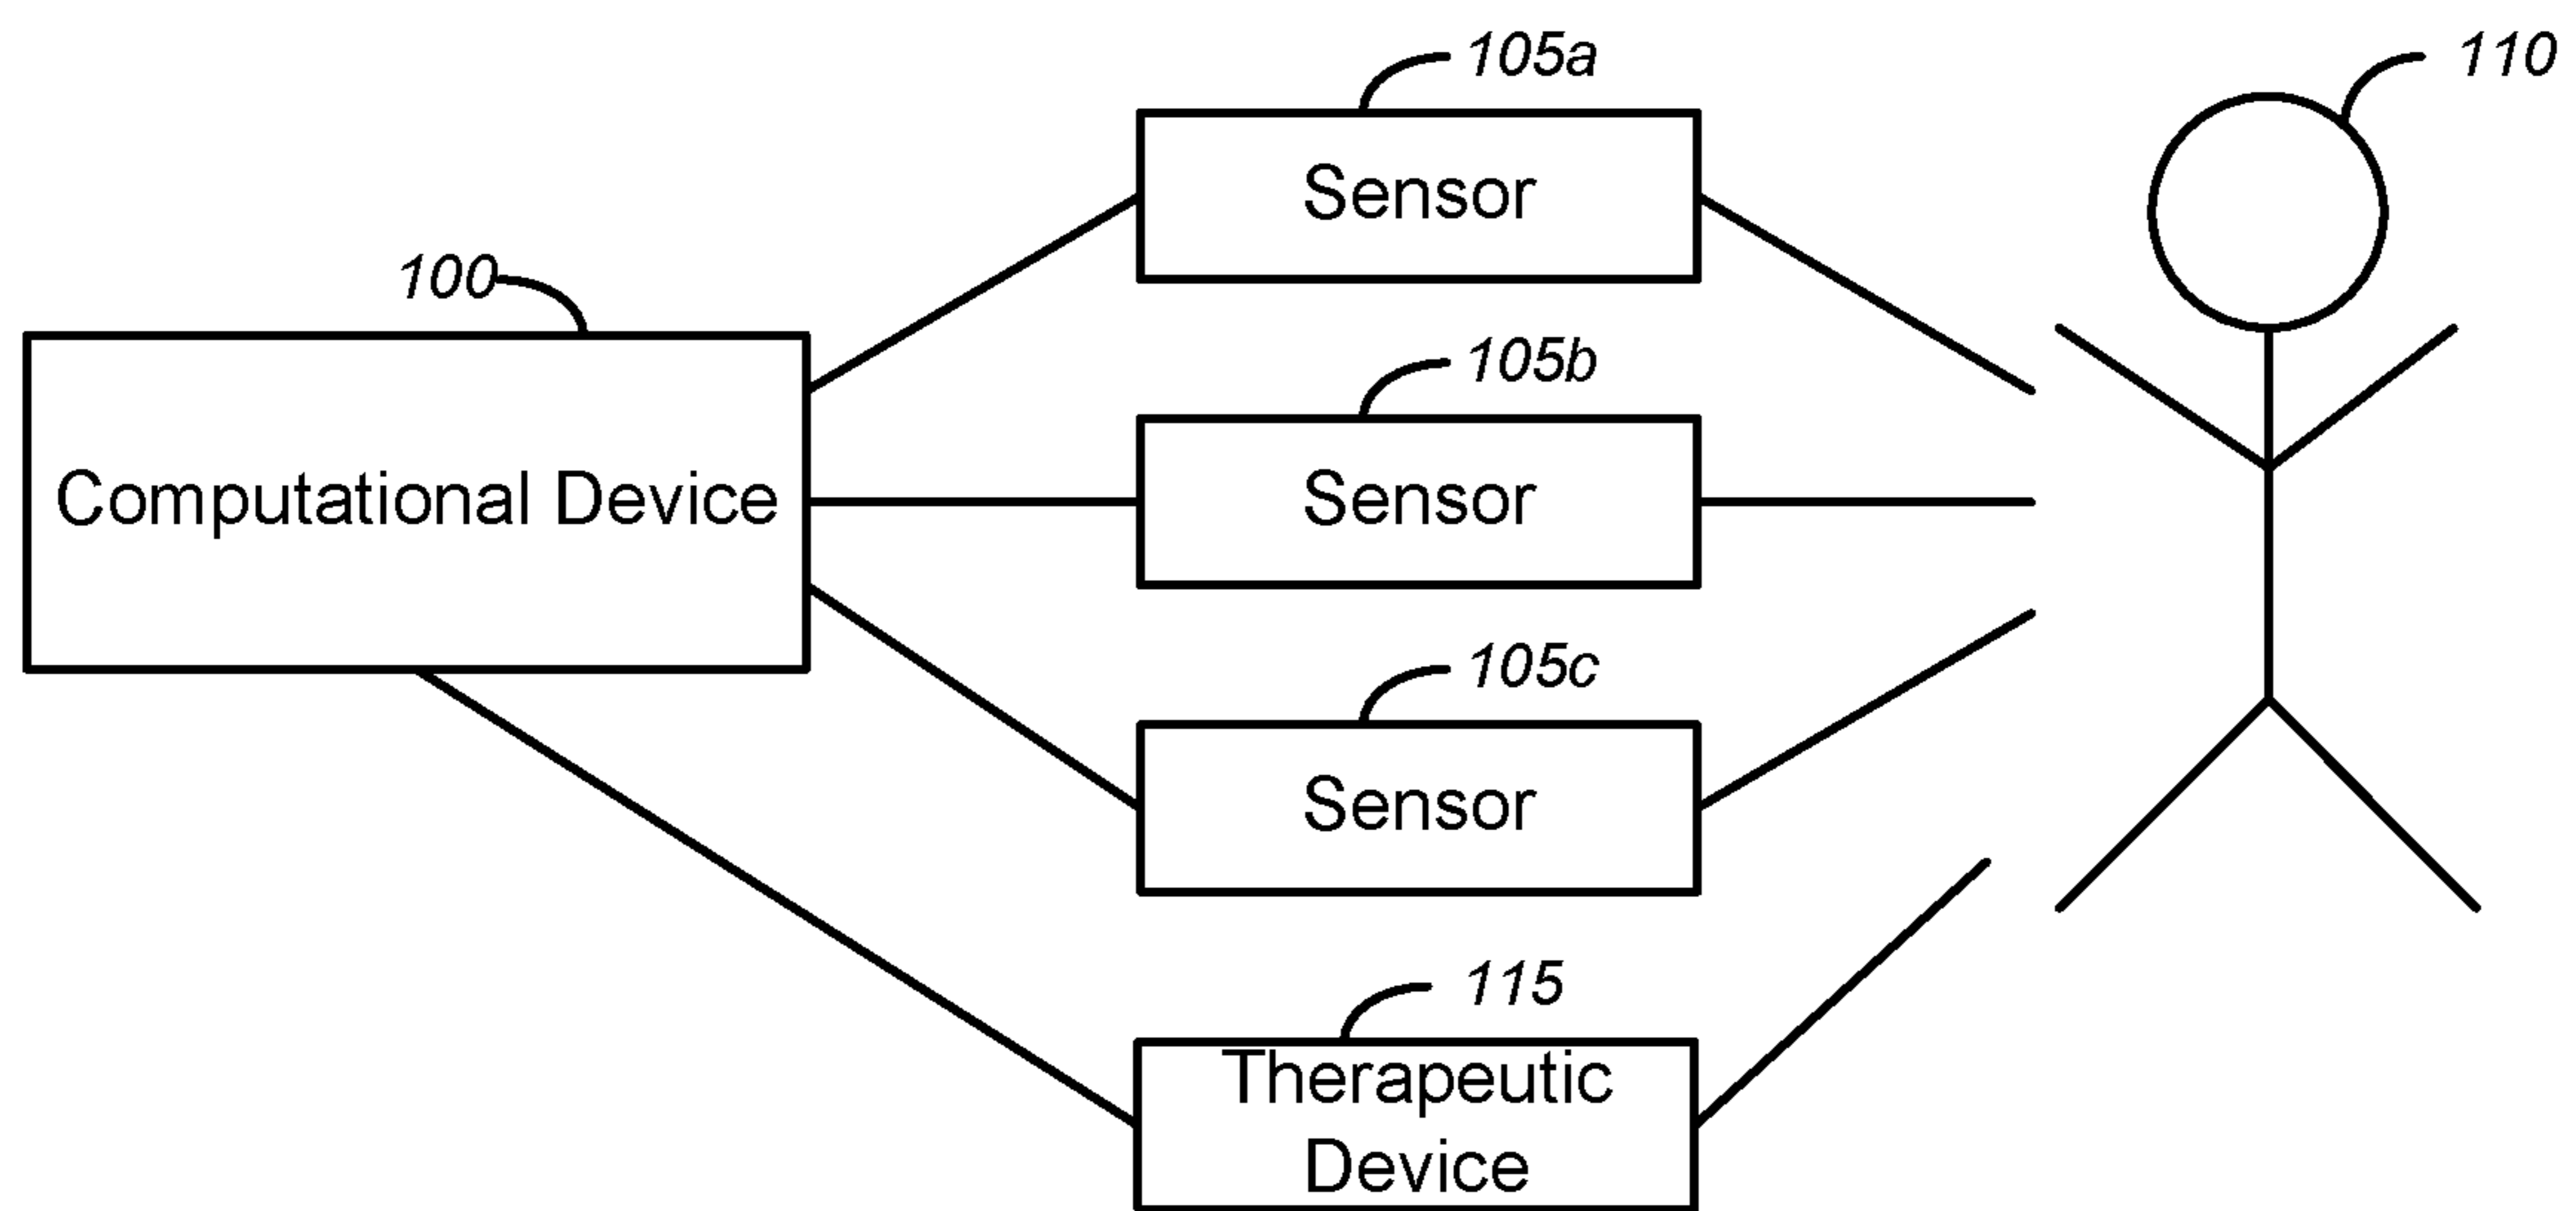 105a
110
Sensor
100
105b
Computational Device
Sensor
105c
Sensor
115
Therapeutic
Device